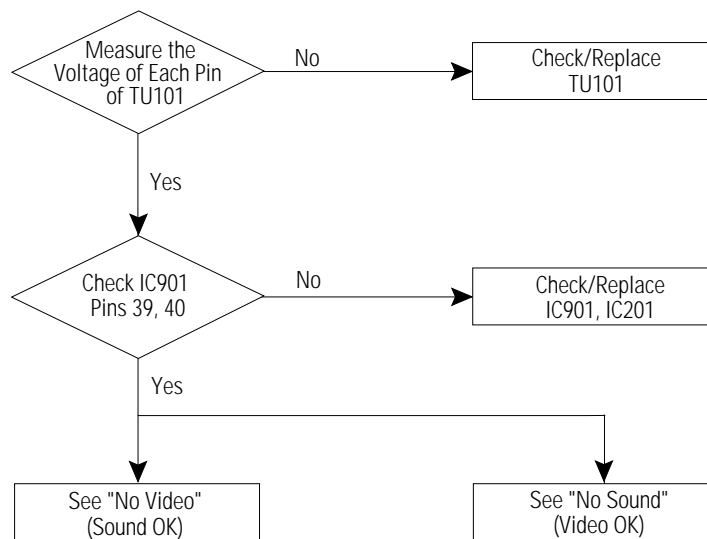 Measure the
Voltage of Each Pin
of TU101
No
Check/Replace
TU101
Yes
Check IC901
Pins 39, 40
No
Check/Replace
IC901, IC201
Yes
See "No Video"
(Sound OK)
See "No Sound"
(Video OK)